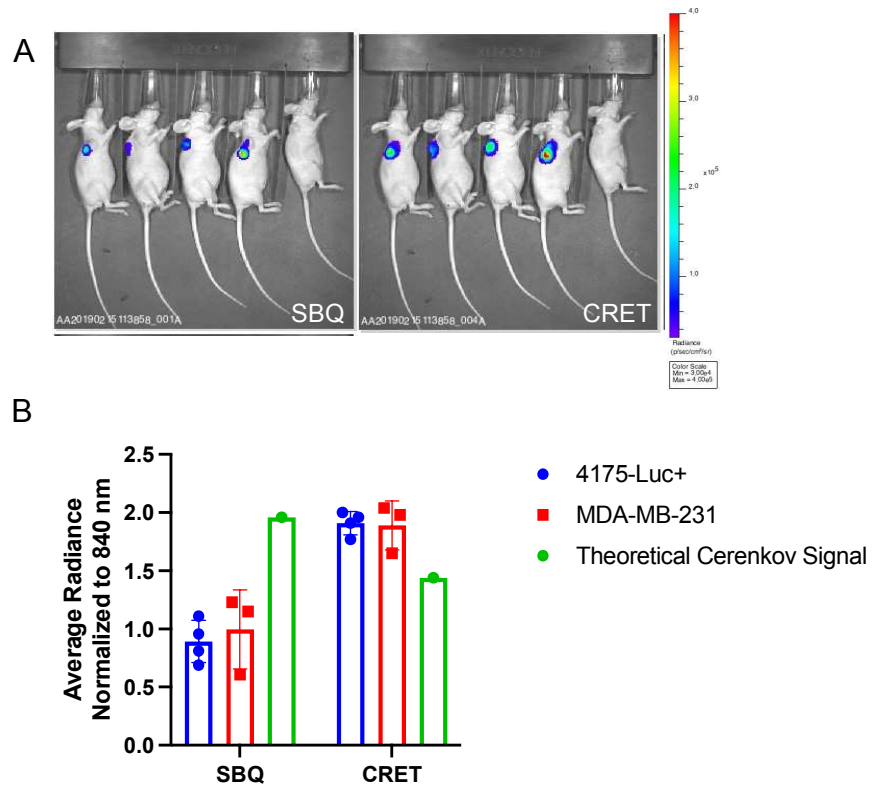 A
XENOGEN
XENOGEN
SBQ
CRET
AA20190215113858_001A
AA20190215113858_004A
4.0
3.0
x10⁵
2.0
1.0
Radiance
(p/sec/cm²/sr)
Color Scale
Min = 3.00e4
Max = 4.00e5
B
Average Radiance
Normalized to 840 nm
2.5
2.0
1.5
1.0
0.5
0.0
SBQ
CRET
4175-Luc+
MDA-MB-231
Theoretical Cerenkov Signal